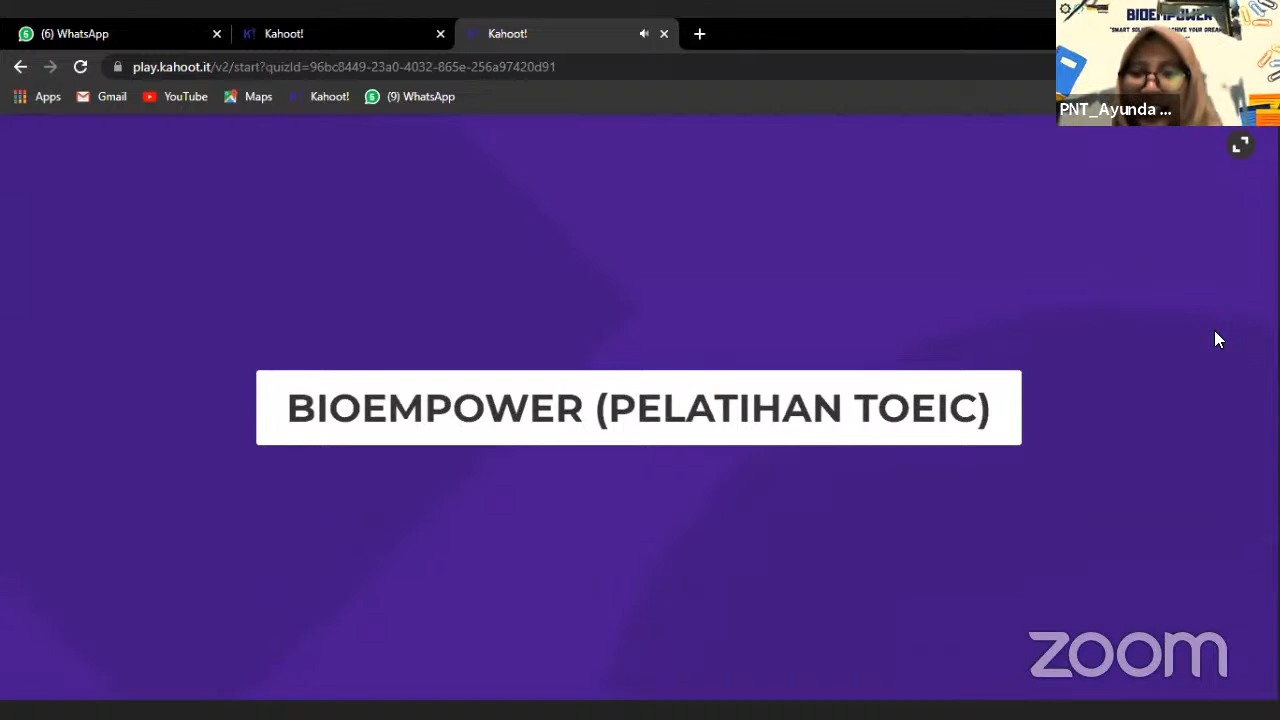 (6) WhatsApp
Kahoot!
Kahoot!
play.kahoot.it/v2/start?quizId=96bc8449-23a0-4032-865e-256a97420d91
Apps
Gmail
YouTube
Maps
Kahoot!
(9) WhatsApp
BIOEMPOWER
PNT_Ayunda ...
BIOEMPOWER (PELATIHAN TOEIC)
zoom